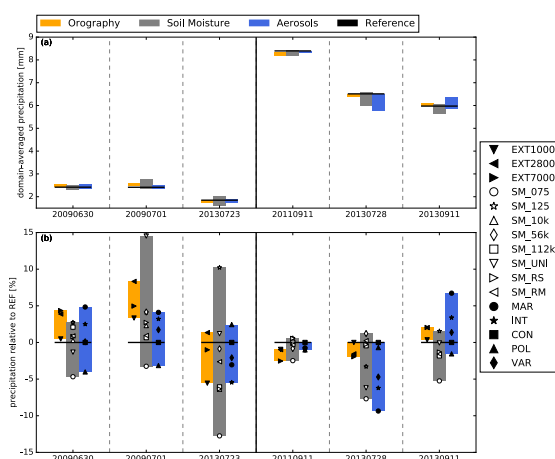 Orography Soil Moisture Aerosols Reference
(a)
domain-averaged precipitation [mm]
9
8
7
6
5
4
3
2
20090630 20090701 20130723 20110911 20130728 20130911
(b)
precipitation relative to REF [%]
15
10
5
0
-5
-10
-15
20090630 20090701 20130723 20110911 20130728 20130911
EXT1000
EXT2800
EXT7000
SM_075
SM_125
SM_10k
SM_56k
SM_112k
SM_UNI
SM_RS
SM_RM
MAR
INT
CON
POL
VAR